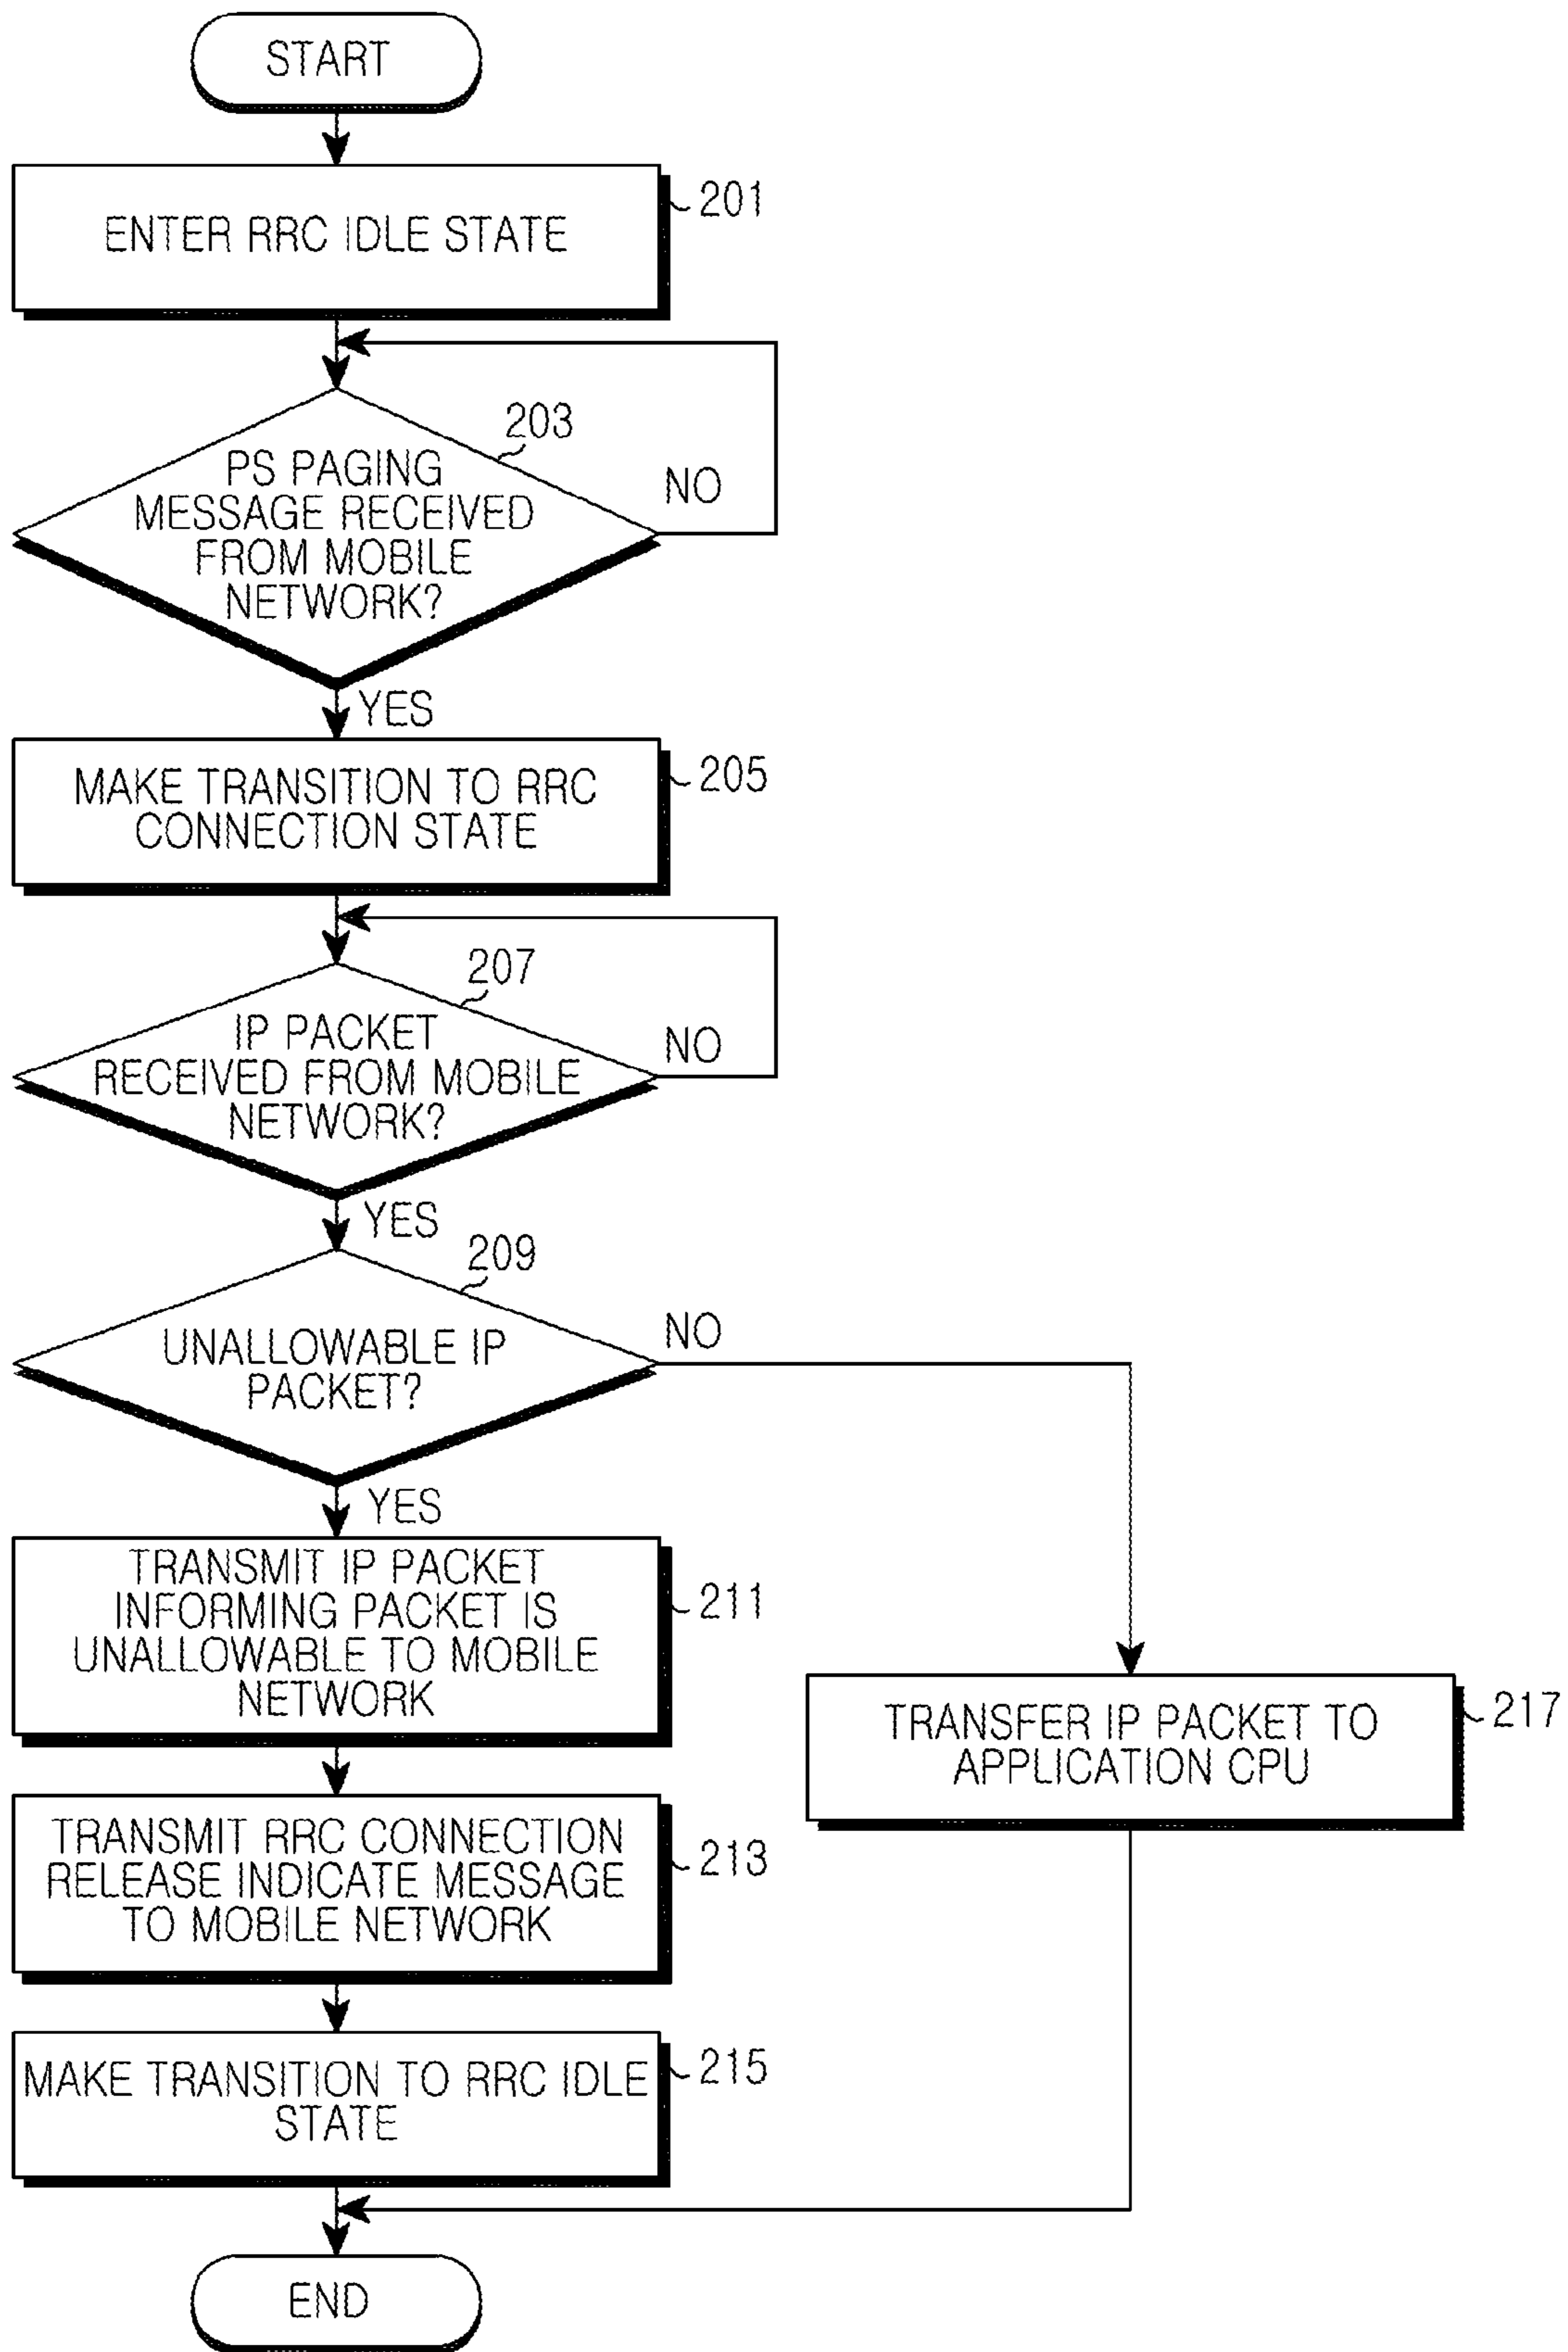 START
ENTER RRC IDLE STATE
201
203
PS PAGING
MESSAGE RECEIVED
FROM MOBILE
NETWORK?
NO
YES
MAKE TRANSITION TO RRC
CONNECTION STATE
205
207
IP PACKET
RECEIVED FROM MOBILE
NETWORK?
NO
YES
209
UNALLOWABLE IP
PACKET?
NO
YES
TRANSMIT IP PACKET
INFORMING PACKET IS
UNALLOWABLE TO MOBILE
NETWORK
211
TRANSFER IP PACKET TO
APPLICATION CPU
217
TRANSMIT RRC CONNECTION
RELEASE INDICATE MESSAGE
TO MOBILE NETWORK
213
MAKE TRANSITION TO RRC IDLE
STATE
215
END